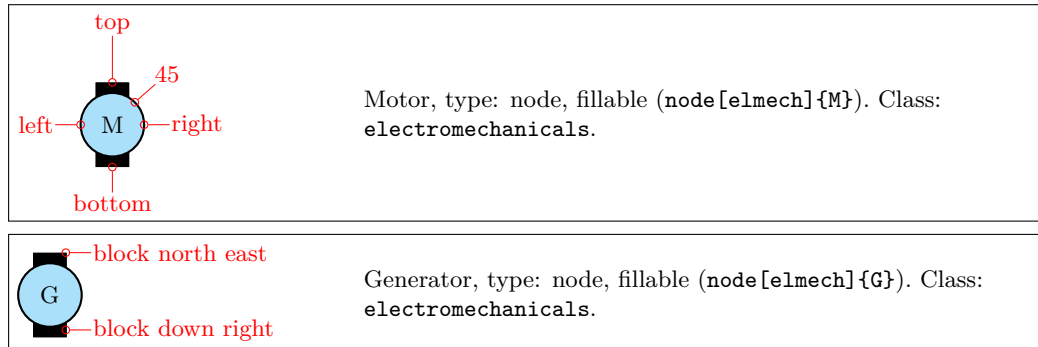 top
45
left
M
right
bottom
Motor, type: node, fillable (node[elmech]{M}). Class:
electromechanicals.
block north east
G
block down right
Generator, type: node, fillable (node[elmech]{G}). Class:
electromechanicals.